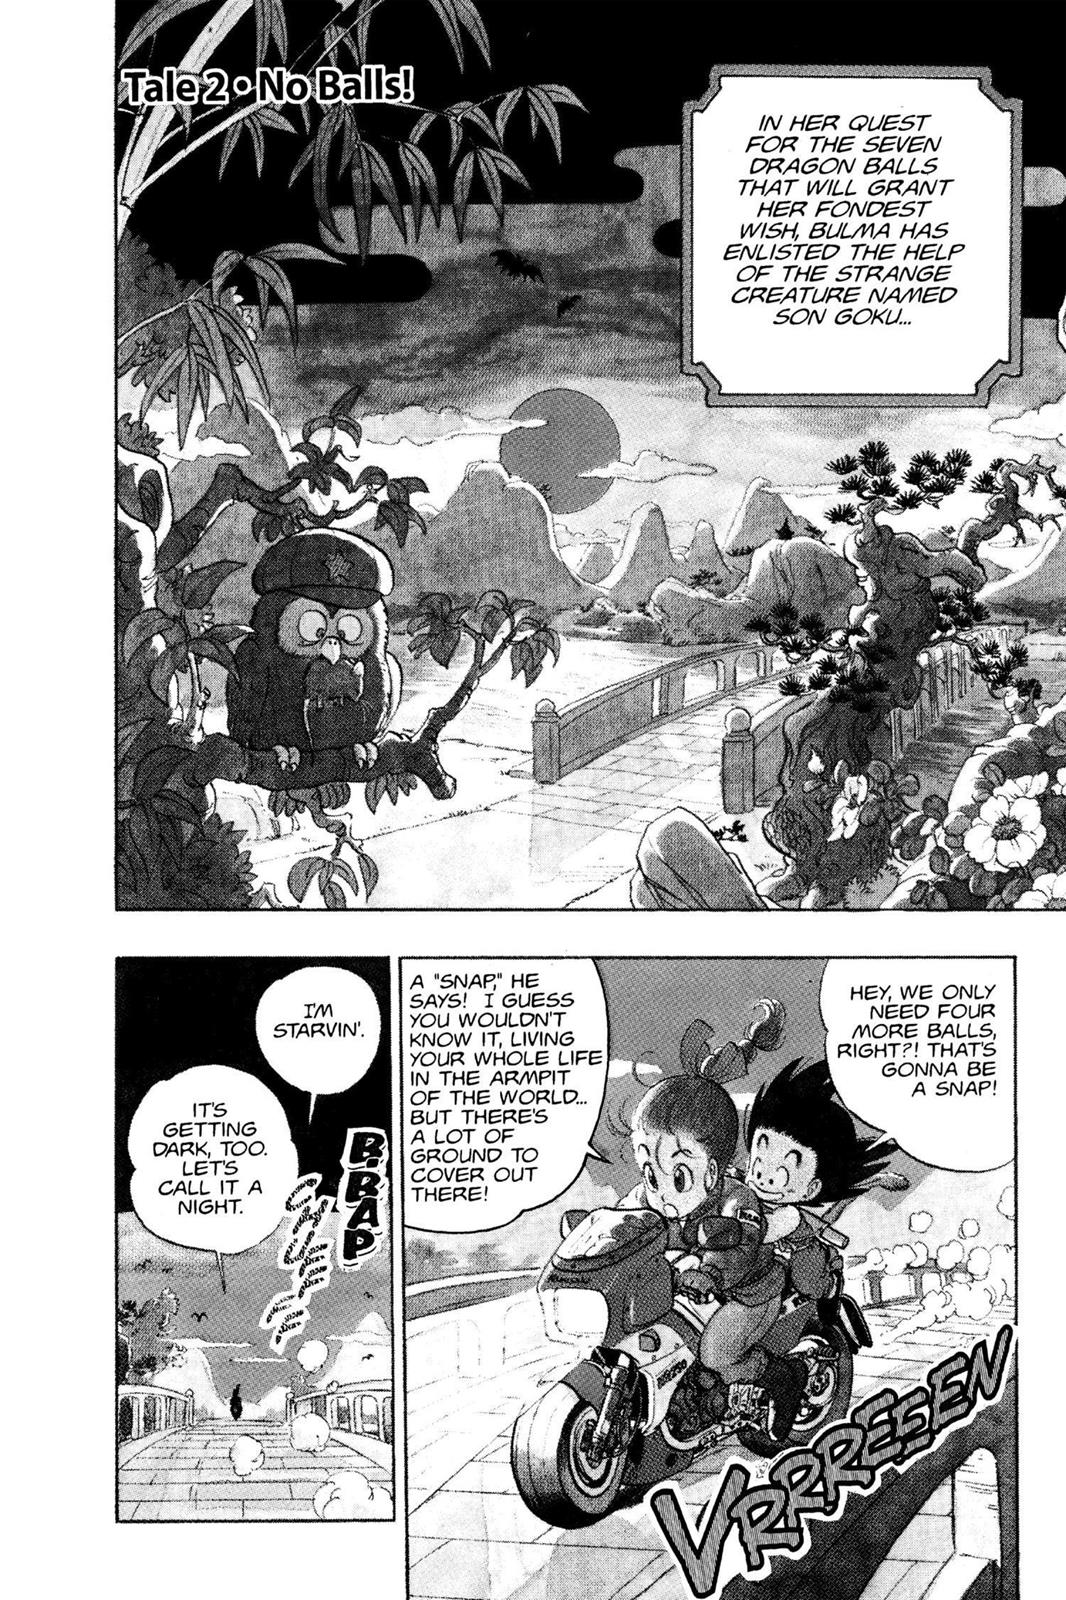 Tale 2 • No Balls!
IN HER QUEST
FOR THE SEVEN
DRAGON BALLS
THAT WILL GRANT
HER FONDEST
WISH, BULMA HAS
ENLISTED THE HELP
OF THE STRANGE
CREATURE NAMED
SON GOKU...
HEY, WE ONLY
NEED FOUR
MORE BALLS,
RIGHT?! THAT'S
GONNA BE
A SNAP!
A "SNAP," HE
SAYS! I GUESS
YOU WOULDN'T
KNOW IT, LIVING
YOUR WHOLE LIFE
IN THE ARMPIT
OF THE WORLD...
BUT THERE'S
A LOT OF
GROUND TO
COVER OUT
THERE!
VRRRREEEEN
I'M
STARVIN'.
IT'S
GETTING
DARK, TOO.
LET'S
CALL IT A
NIGHT.
B.BAP